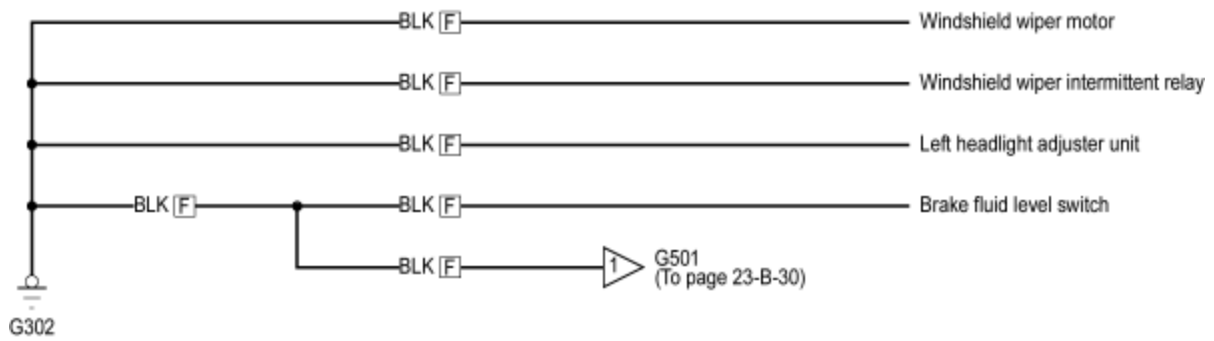 BLK F Windshield wiper motor
BLK F Windshield wiper intermittent relay
BLK F Left headlight adjuster unit
BLK F BLK F Brake fluid level switch
BLK F 1 G501
(To page 23-B-30)
G302